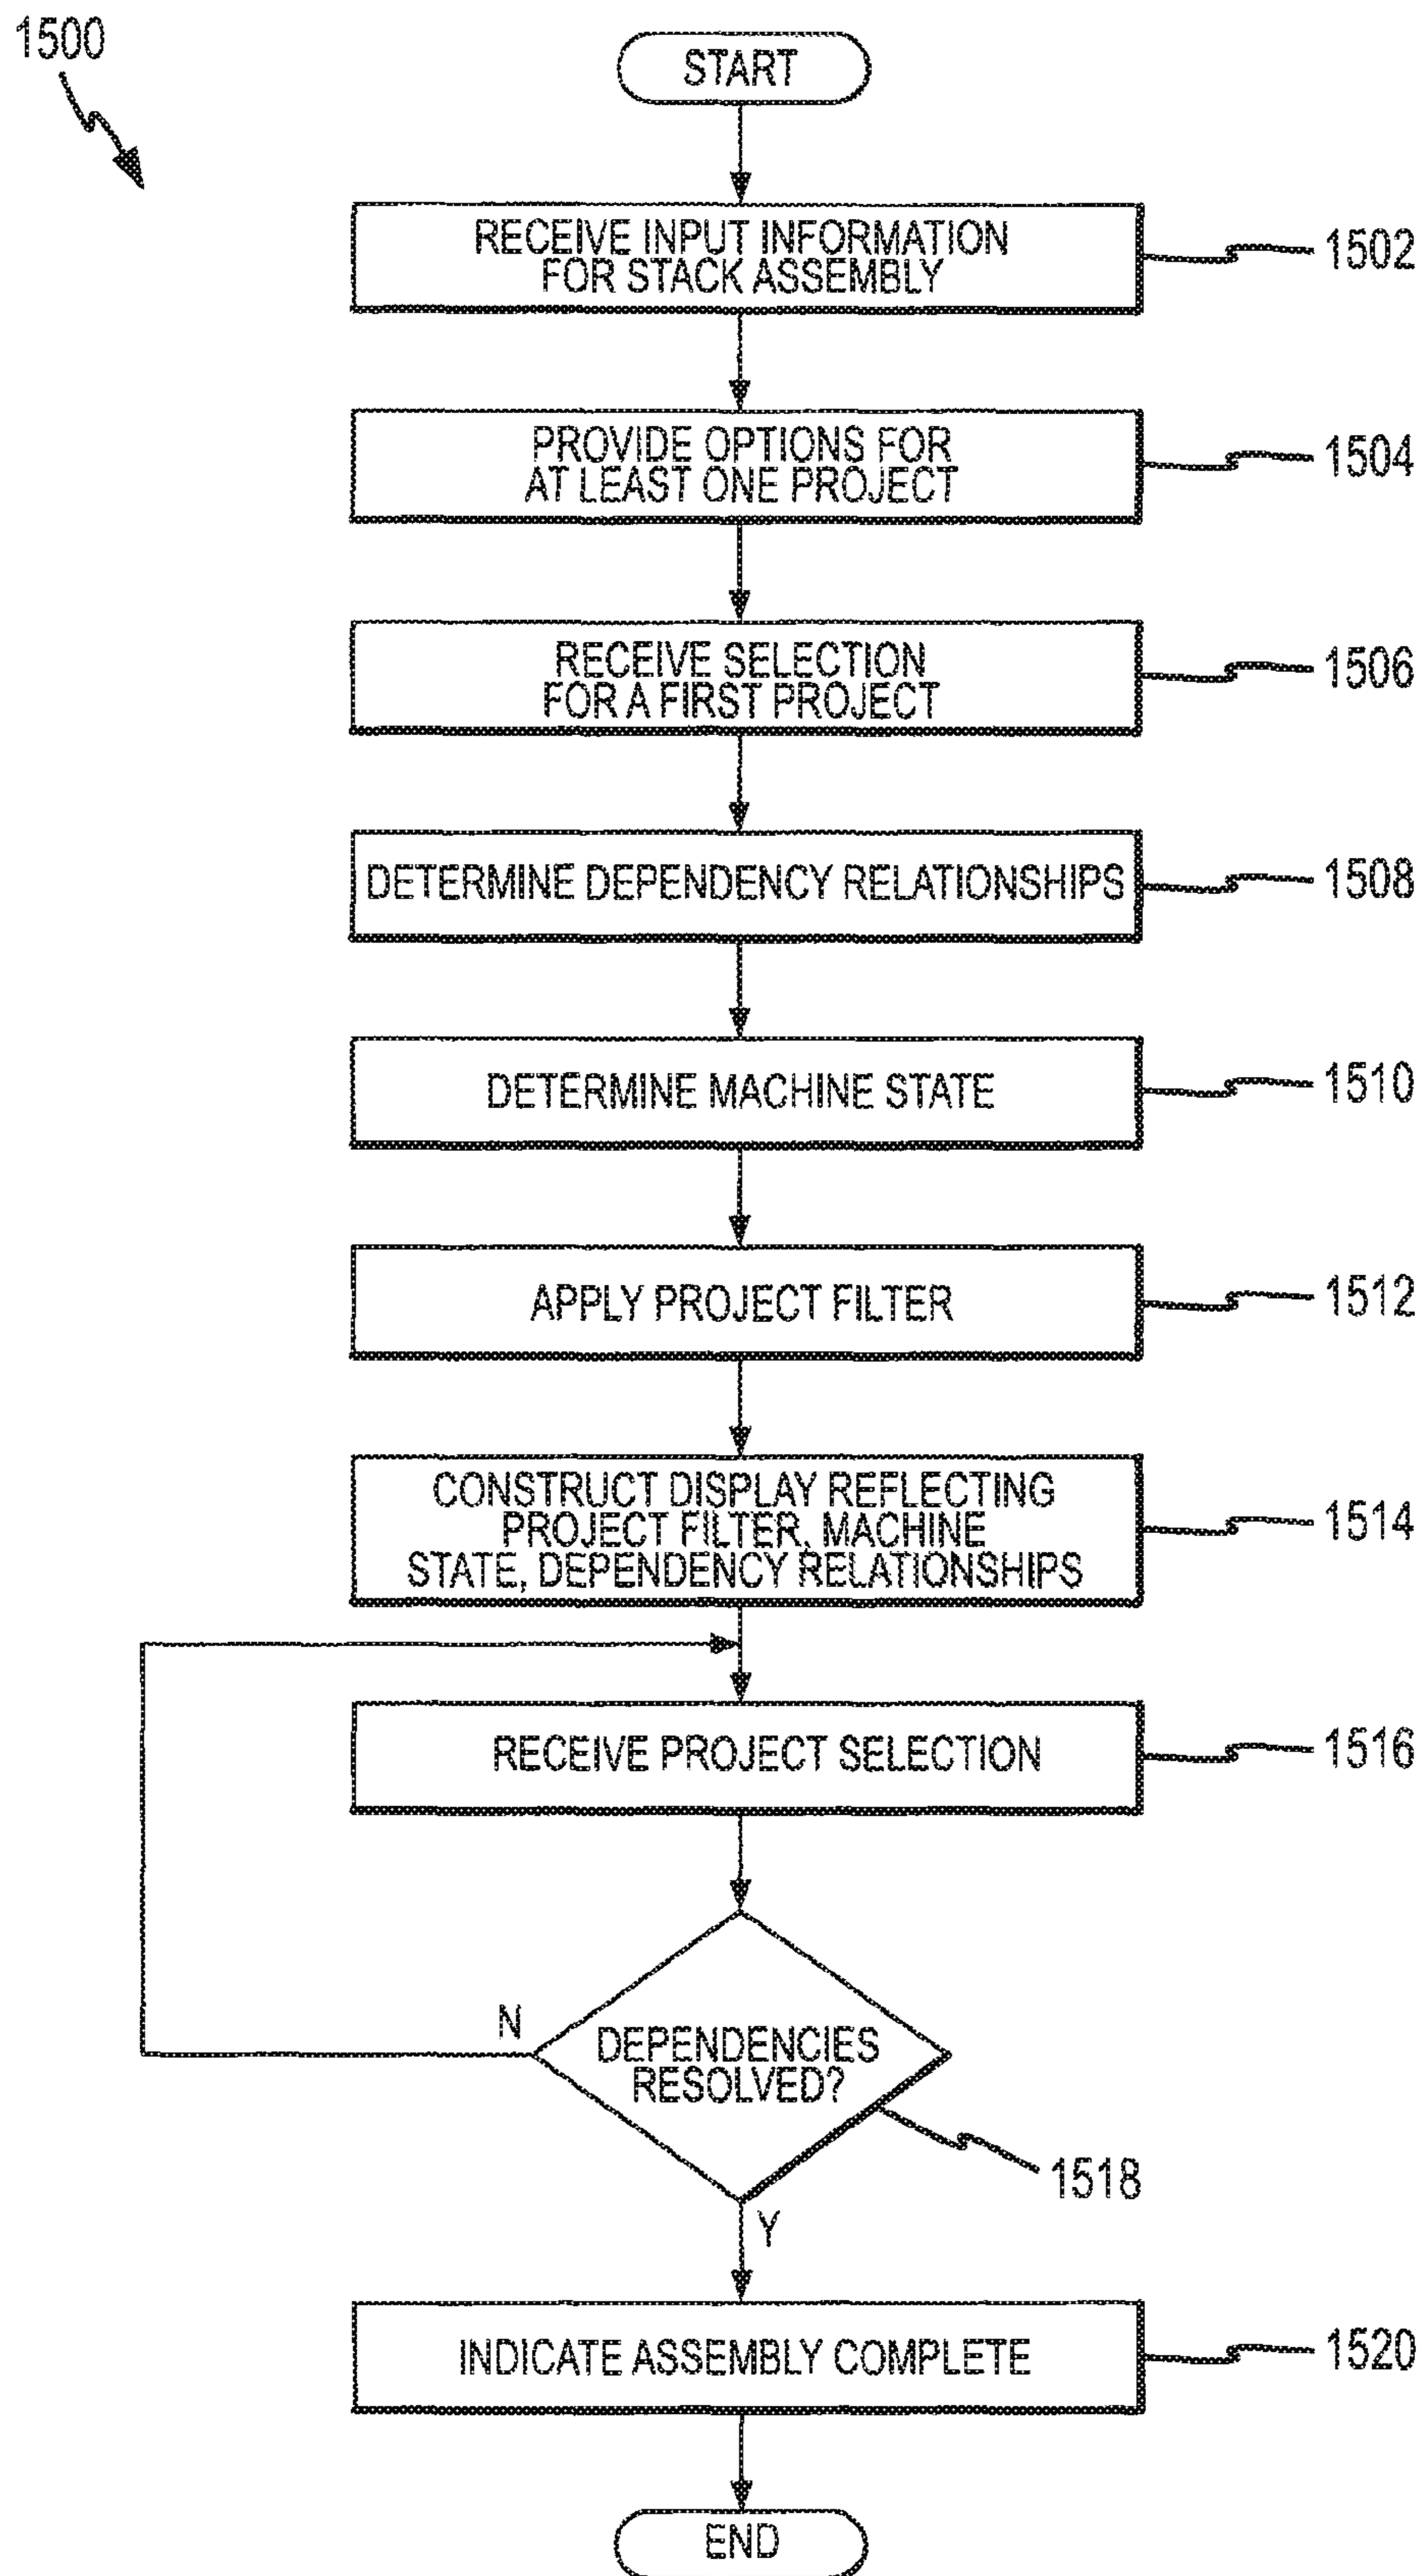 1500
START
RECEIVE INPUT INFORMATION
FOR STACK ASSEMBLY
1502
PROVIDE OPTIONS FOR
AT LEAST ONE PROJECT
1504
RECEIVE SELECTION
FOR A FIRST PROJECT
1506
DETERMINE DEPENDENCY RELATIONSHIPS
1508
DETERMINE MACHINE STATE
1510
APPLY PROJECT FILTER
1512
CONSTRUCT DISPLAY REFLECTING
PROJECT FILTER, MACHINE
STATE, DEPENDENCY RELATIONSHIPS
1514
RECEIVE PROJECT SELECTION
1516
N
DEPENDENCIES
RESOLVED?
1518
Y
INDICATE ASSEMBLY COMPLETE
1520
END